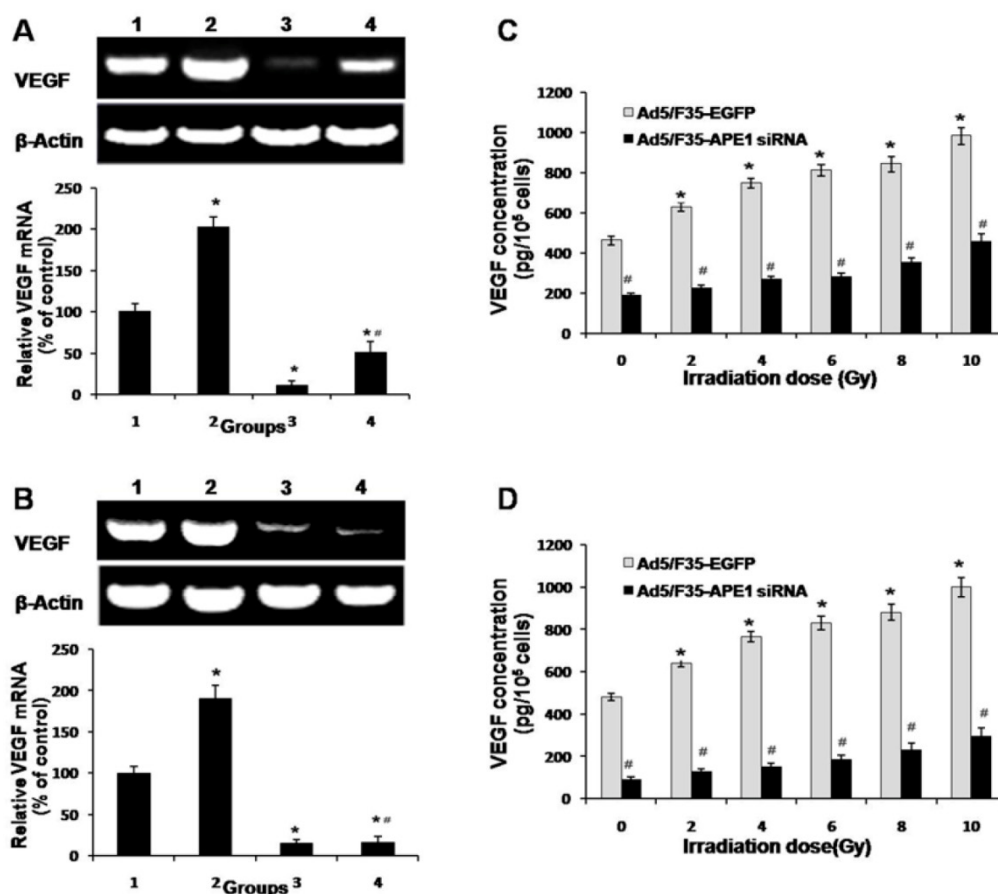 A
1 2 3 4
VEGF
β-Actin
Relative VEGF mRNA
(% of control)
250
200
150
100
50
0
* * * #
1 2 3 4
Groups
B
1 2 3 4
VEGF
β-Actin
Relative VEGF mRNA
(% of control)
250
200
150
100
50
0
* * * #
1 2 3 4
Groups
C
VEGF concentration
(pg/10⁵ cells)
1200
1000
800
600
400
200
0
Ad5/F35-EGFP
Ad5/F35-APE1 siRNA
* * * * *
# # # # # #
0 2 4 6 8 10
Irradiation dose (Gy)
D
VEGF concentration
(pg/10⁵ cells)
1200
1000
800
600
400
200
0
Ad5/F35-EGFP
Ad5/F35-APE1 siRNA
* * * * *
# # # # # #
0 2 4 6 8 10
Irradiation dose(Gy)